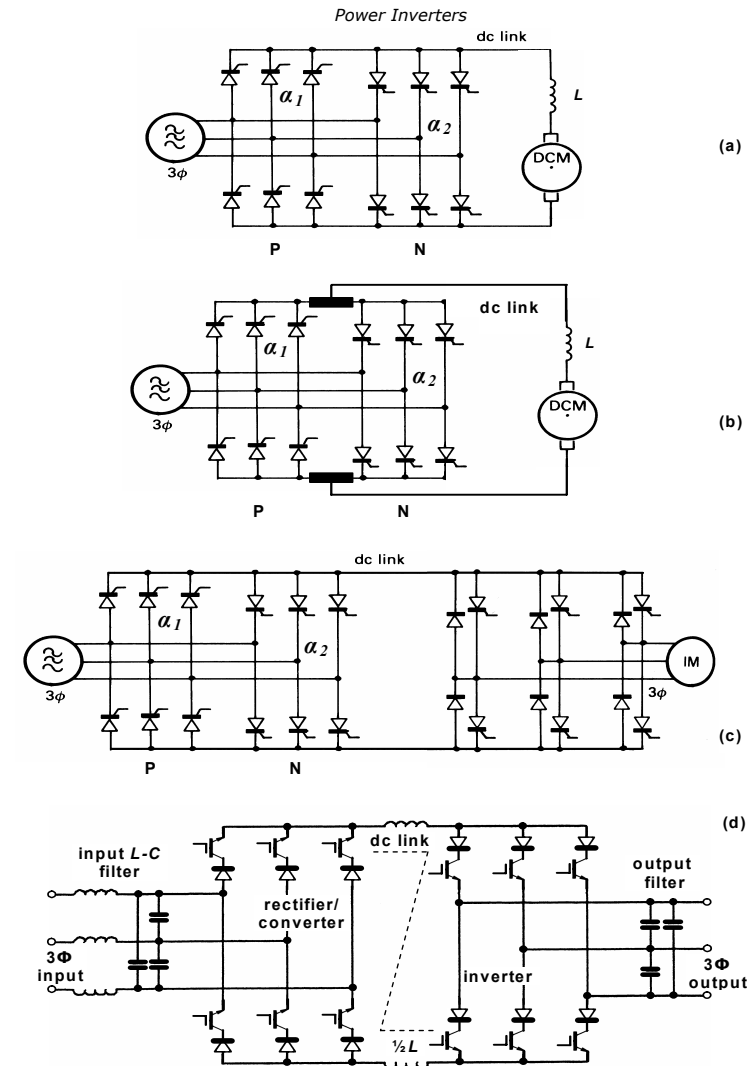 Power Inverters
dc link
α1
α2
L
DCM
3ϕ
(a)
P N
dc link
α1
α2
L
DCM
3ϕ
(b)
P N
dc link
α1
α2
IM
3ϕ
3ϕ
(c)
P N
(d)
dc link
input L-C
filter
output
filter
rectifier/
converter
3Φ
input
inverter
3Φ
output
½L